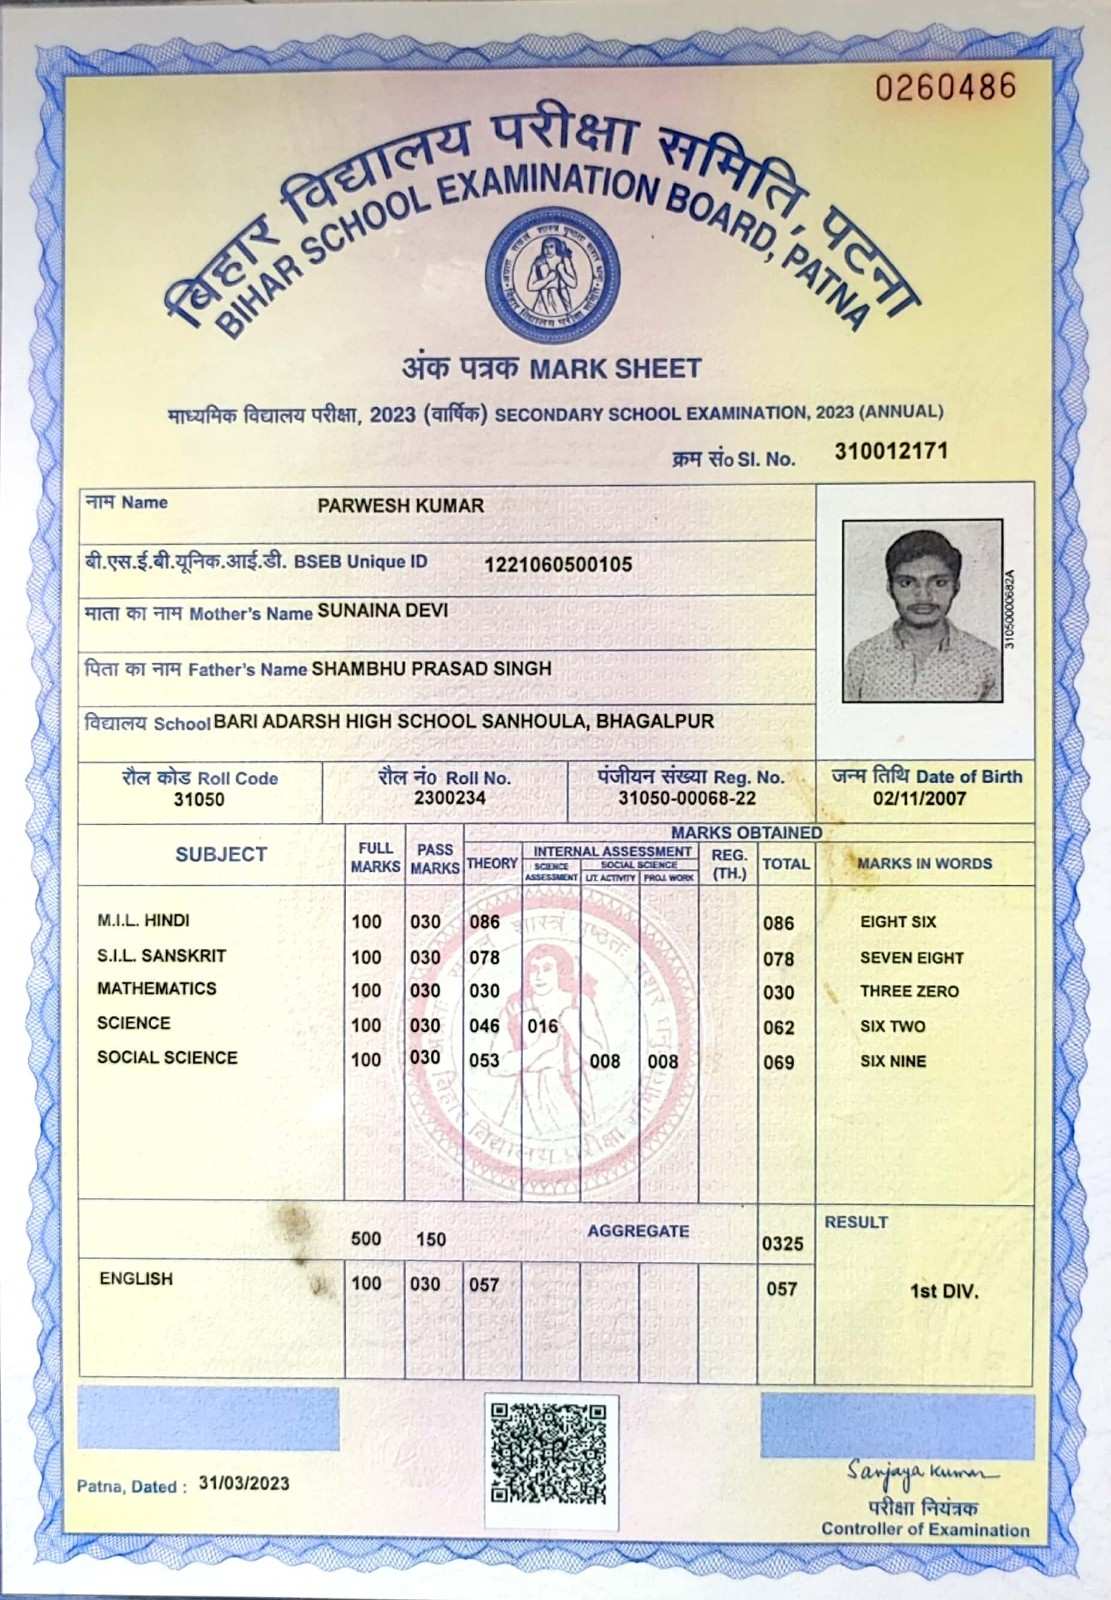 0260486
बिहार विद्यालय परीक्षा समिति, पटना
BIHAR SCHOOL EXAMINATION BOARD, PATNA
अंक पत्रक MARK SHEET
माध्यमिक विद्यालय परीक्षा, 2023 (वार्षिक) SECONDARY SCHOOL EXAMINATION, 2023 (ANNUAL)
क्रम सं० Sl. No. 310012171
नाम Name PARWESH KUMAR
बी.एस.ई.बी.यूनिक.आई.डी. BSEB Unique ID 1221060500105
माता का नाम Mother's Name SUNAINA DEVI
पिता का नाम Father's Name SHAMBHU PRASAD SINGH
विद्यालय School BARI ADARSH HIGH SCHOOL SANHOULA, BHAGALPUR
31050000682A
रौल कोड Roll Code रौल नं० Roll No. पंजीयन संख्या Reg. No. जन्म तिथि Date of Birth
31050 2300234 31050-00068-22 02/11/2007
SUBJECT FULL MARKS PASS MARKS MARKS OBTAINED
THEORY INTERNAL ASSESSMENT REG. (TH.) TOTAL MARKS IN WORDS
SCIENCE ASSESSMENT SOCIAL SCIENCE
LIT. ACTIVITY PROJ. WORK
M.I.L. HINDI 100 030 086 086 EIGHT SIX
S.I.L. SANSKRIT 100 030 078 078 SEVEN EIGHT
MATHEMATICS 100 030 030 030 THREE ZERO
SCIENCE 100 030 046 016 062 SIX TWO
SOCIAL SCIENCE 100 030 053 008 008 069 SIX NINE
500 150 AGGREGATE 0325 RESULT
ENGLISH 100 030 057 057 1st DIV.
Patna, Dated : 31/03/2023
Sanjaya Kumar
परीक्षा नियंत्रक
Controller of Examination